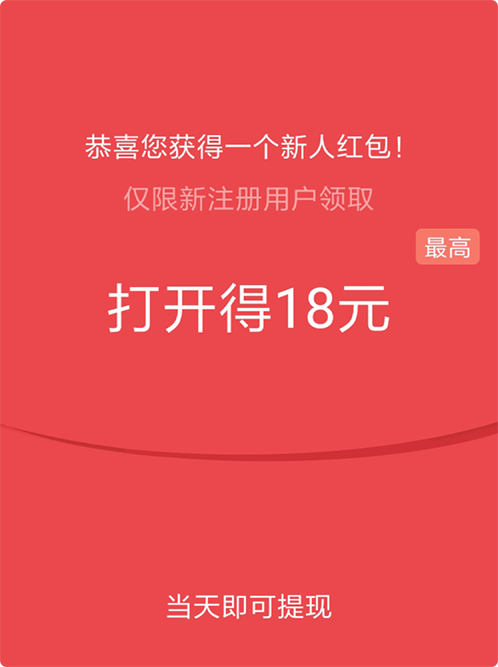 恭喜您获得一个新人红包！
仅限新注册用户领取
最高
打开得18元
当天即可提现